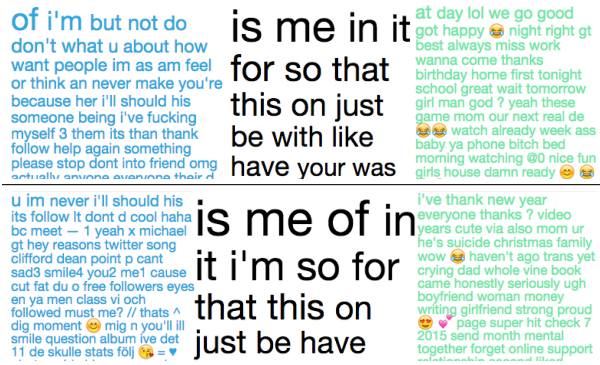 of i'm but not do
don't what u about how
want people im as am feel
or think an never make you're
because her i'll should his
someone being i've fucking
myself 3 them its than thank
follow help again something
please stop dont into friend omg
actually anyone everyone their d
is me in it
for so that
this on just
be with like
have your was
at day lol we go good
got happy 😂 night right gt
best always miss work
wanna come thanks
birthday home first tonight
school great wait tomorrow
girl man god ? yeah these
game mom our next real de
😂😂 watch already week ass
baby ya phone bitch bed
morning watching @0 nice fun
girls house damn ready 😊 😂
u im never i'll should his
its follow lt dont d cool haha
bc meet — 1 yeah x michael
gt hey reasons twitter song
clifford dean point p cant
sad3 smile4 you2 me1 cause
cut fat du o free followers eyes
en ya men class vi och
followed must me? // thats ^
dig moment 😊 mig n you'll ill
smile question album ive det
11 de skulle stats följ 😘 = ♥
is me of in
it i'm so for
that this on
just be have
i've thank new year
everyone thanks ? video
years cute via also mom ur
he's suicide christmas family
wow 😂 haven't ago trans yet
crying dad whole vine book
came honestly seriously ugh
boyfriend woman money
writing girlfriend strong proud
😍 💕 page super hit check 7
2015 send month mental
together forget online support
relationship second liked